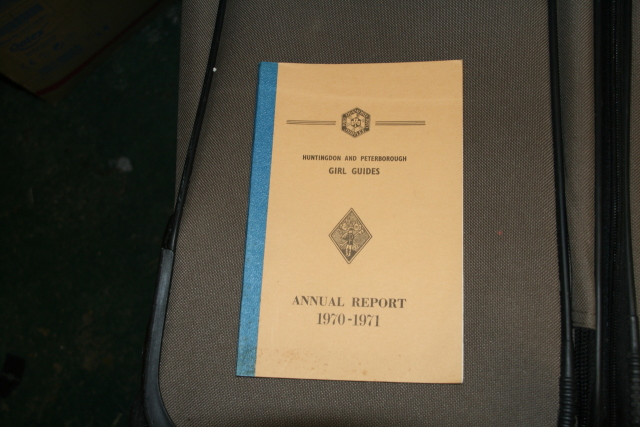 HUNTINGDON AND PETERBOROUGH
GIRL GUIDES
ANNUAL REPORT
1970-1971